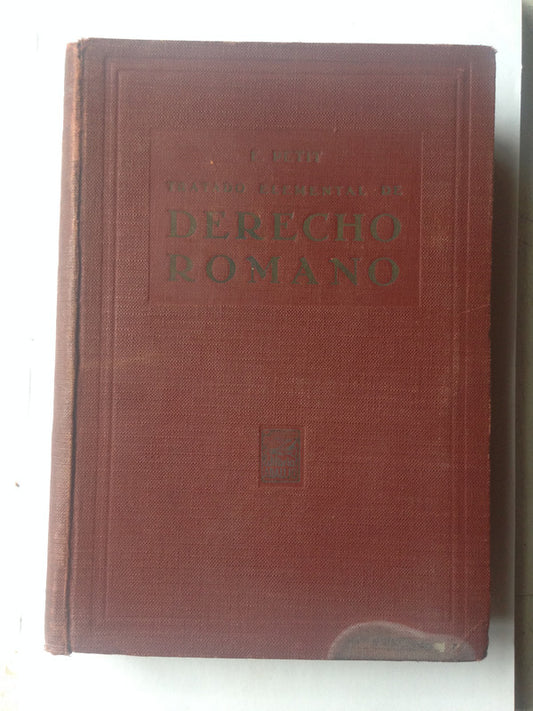 E. PETIT
TRATADO ELEMENTAL DE
DERECHO
ROMANO